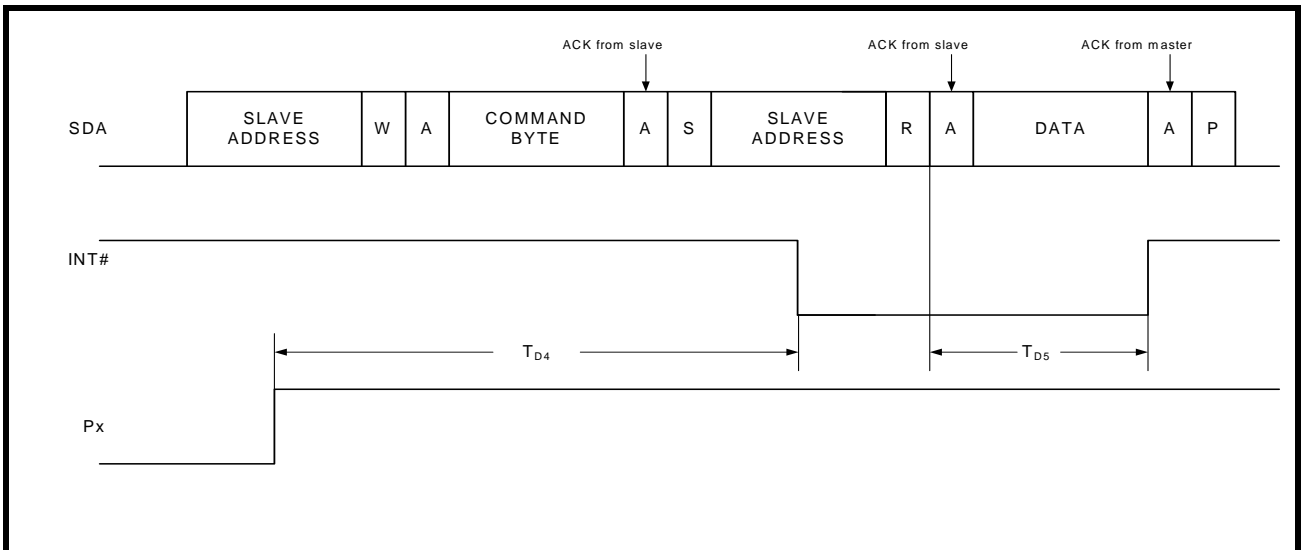 ACK from slave
ACK from slave
ACK from master
SDA
SLAVE
ADDRESS
W
A
COMMAND
BYTE
A
S
SLAVE
ADDRESS
R
A
DATA
A
P
INT#
TD4
TD5
Px